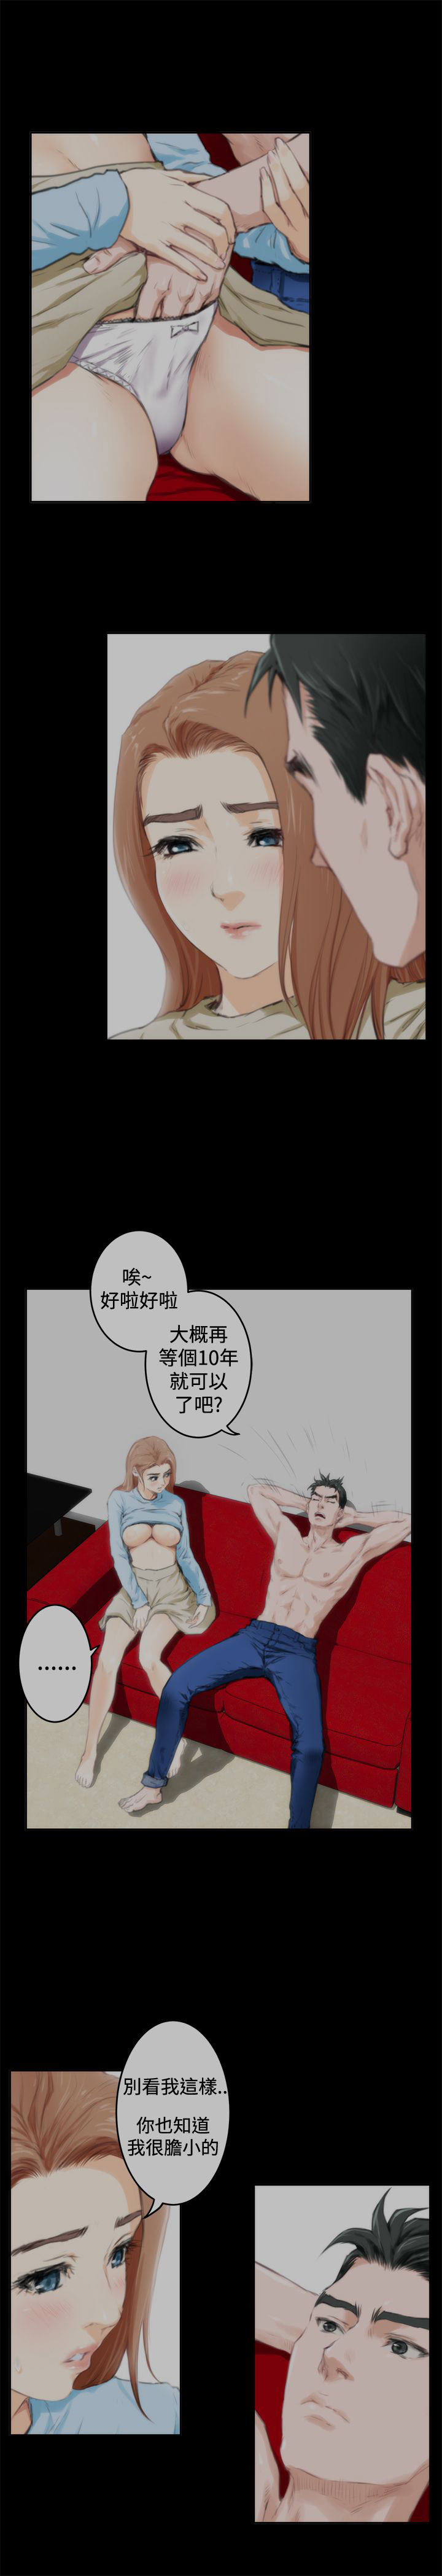 唉~
好啦好啦
大概再
等個10年
就可以
了吧?
......
別看我這樣..
你也知道
我很膽小的